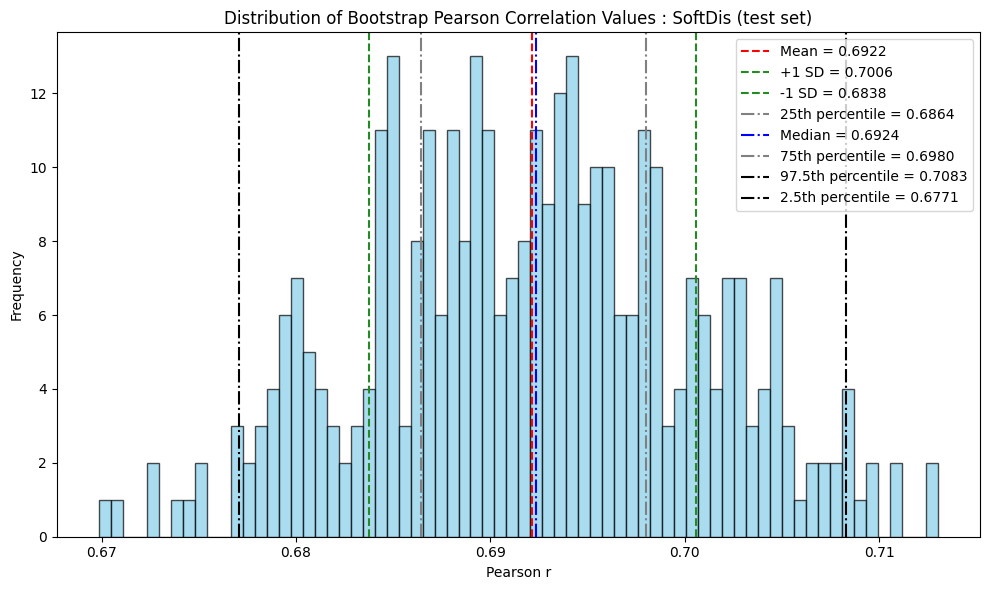 Distribution of Bootstrap Pearson Correlation Values : SoftDis (test set)
Mean = 0.6922
+1 SD = 0.7006
-1 SD = 0.6838
25th percentile = 0.6864
Median = 0.6924
75th percentile = 0.6980
97.5th percentile = 0.7083
2.5th percentile = 0.6771
Frequency
12
10
8
6
4
2
0
0.67
0.68
0.69
0.70
0.71
Pearson r